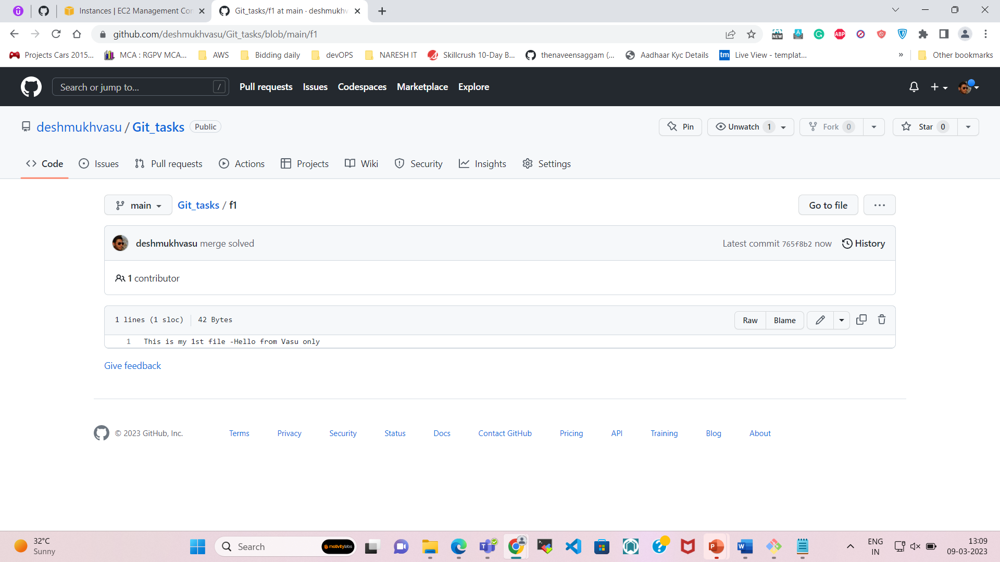 Instances | EC2 Management Con
Git_tasks/f1 at main · deshmukhv
github.com/deshmukhvasu/Git_tasks/blob/main/f1
NEW
A
G
ABP
Projects Cars 2015...
MCA : RGPV MCA...
AWS
Bidding daily
devOPS
NARESH IT
Skillcrush 10-Day B...
thenaveensaggam (...
Aadhaar Kyc Details
tm
Live View - templat...
»
Other bookmarks
Search or jump to...
/
Pull requests
Issues
Codespaces
Marketplace
Explore
deshmukhvasu / Git_tasks
Public
Pin
Unwatch 1
Fork 0
Star 0
Code
Issues
Pull requests
Actions
Projects
Wiki
Security
Insights
Settings
main
Git_tasks / f1
Go to file
deshmukhvasu merge solved
Latest commit 765f8b2 now
History
1 contributor
1 lines (1 sloc)
42 Bytes
Raw
Blame
1
This is my 1st file -Hello from Vasu only
Give feedback
© 2023 GitHub, Inc.
Terms
Privacy
Security
Status
Docs
Contact GitHub
Pricing
API
Training
Blog
About
32°C
Sunny
Search
motivitylabs
ENG
IN
13:09
09-03-2023